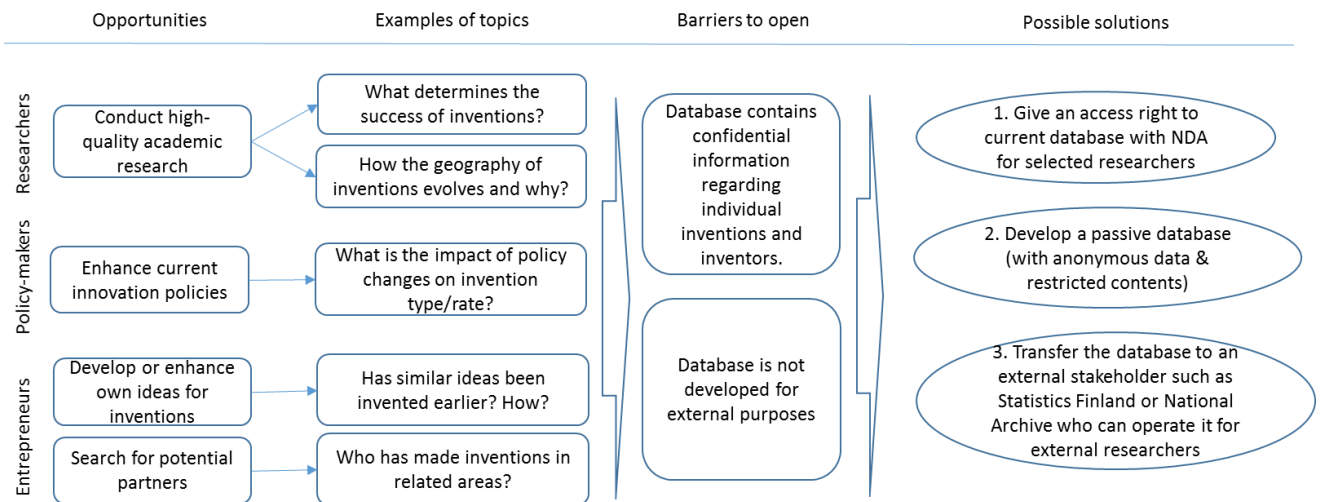 Opportunities
Examples of topics
Barriers to open
Possible solutions
Researchers
Conduct high-
quality academic
research
What determines the
success of inventions?
How the geography of
inventions evolves and why?
Policy-makers
Enhance current
innovation policies
What is the impact of policy
changes on invention
type/rate?
Entrepreneurs
Develop or enhance
own ideas for
inventions
Has similar ideas been
invented earlier? How?
Search for potential
partners
Who has made inventions in
related areas?
Database contains
confidential
information
regarding
individual
inventions and
inventors.
Database is not
developed for
external purposes
1. Give an access right to
current database with NDA
for selected researchers
2. Develop a passive database
(with anonymous data &
restricted contents)
3. Transfer the database to an
external stakeholder such as
Statistics Finland or National
Archive who can operate it for
external researchers